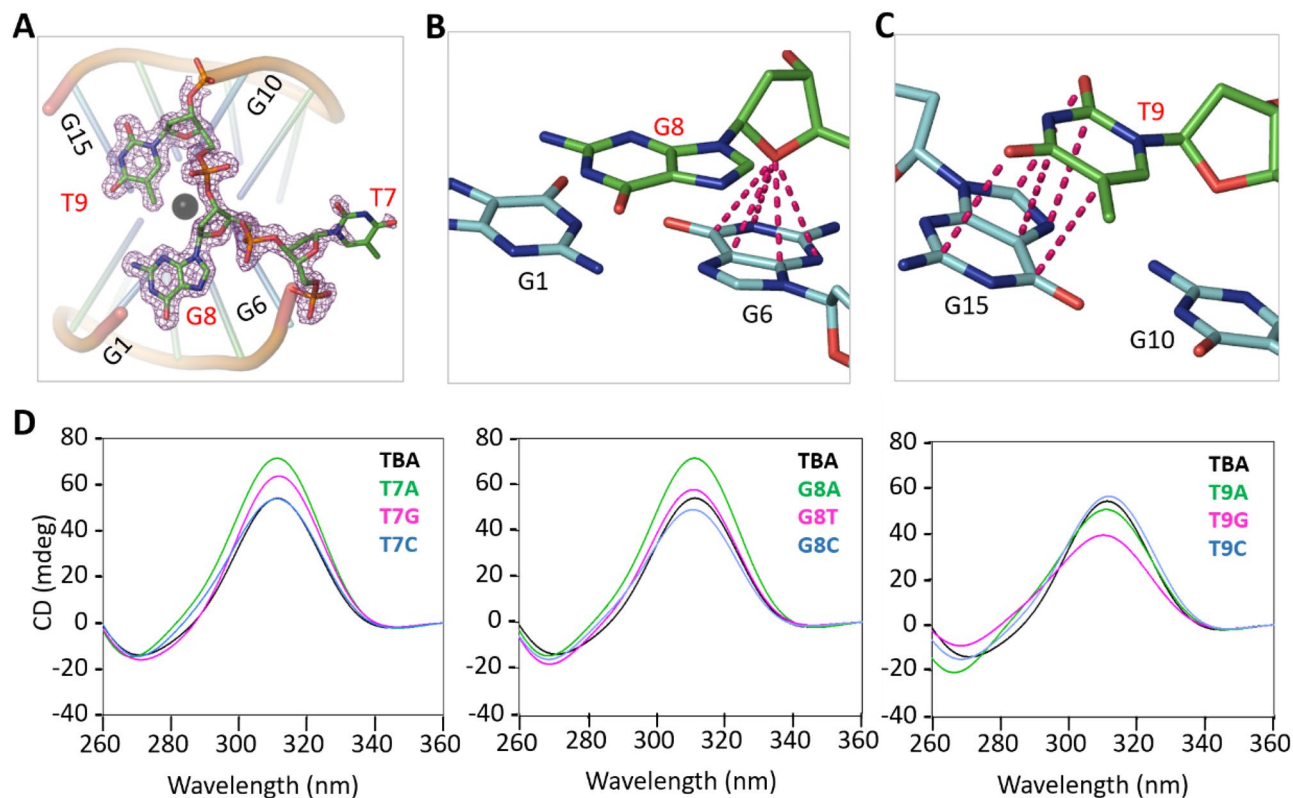 A
G15
G10
T9
T7
G8
G6
G1
B
G8
G1
G6
C
T9
G15
G10
D
CD (mdeg)
80
60
40
20
0
-20
-40
260 280 300 320 340 360
Wavelength (nm)
TBA
T7A
T7G
T7C
80
60
40
20
0
-20
-40
260 280 300 320 340 360
Wavelength (nm)
TBA
G8A
G8T
G8C
80
60
40
20
0
-20
-40
260 280 300 320 340 360
Wavelength (nm)
TBA
T9A
T9G
T9C